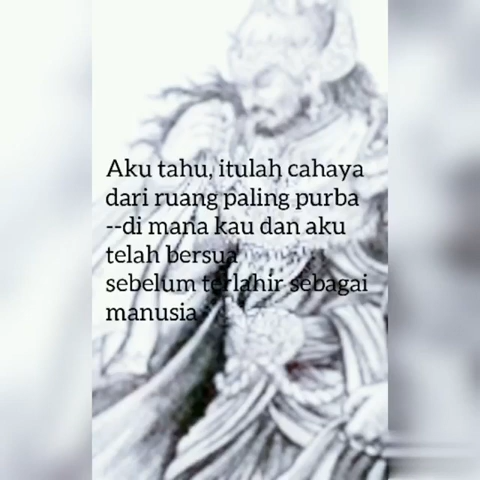 Aku tahu, itulah cahaya
dari ruang paling purba
--di mana kau dan aku
telah bersua
sebelum terlahir sebagai
manusia